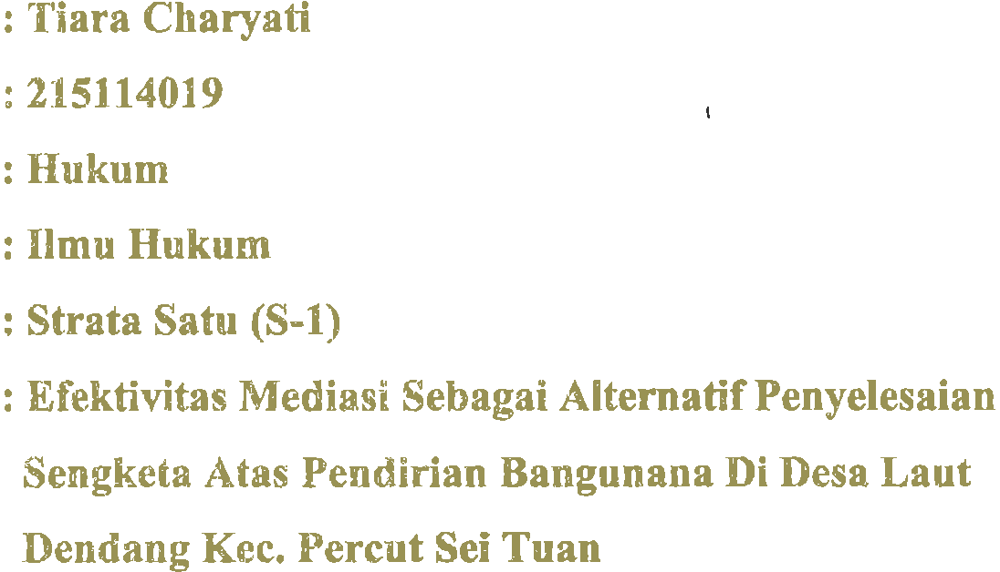 : Tiara Charyati
: 215114019
: Hukum
: Ilmu Hukum
: Strata Satu (S-1)
: Efektivitas Mediasi Sebagai Alternatif Penyelesaian
Sengketa Atas Pendirian Bangunana Di Desa Laut
Dendang Kec. Percut Sei Tuan